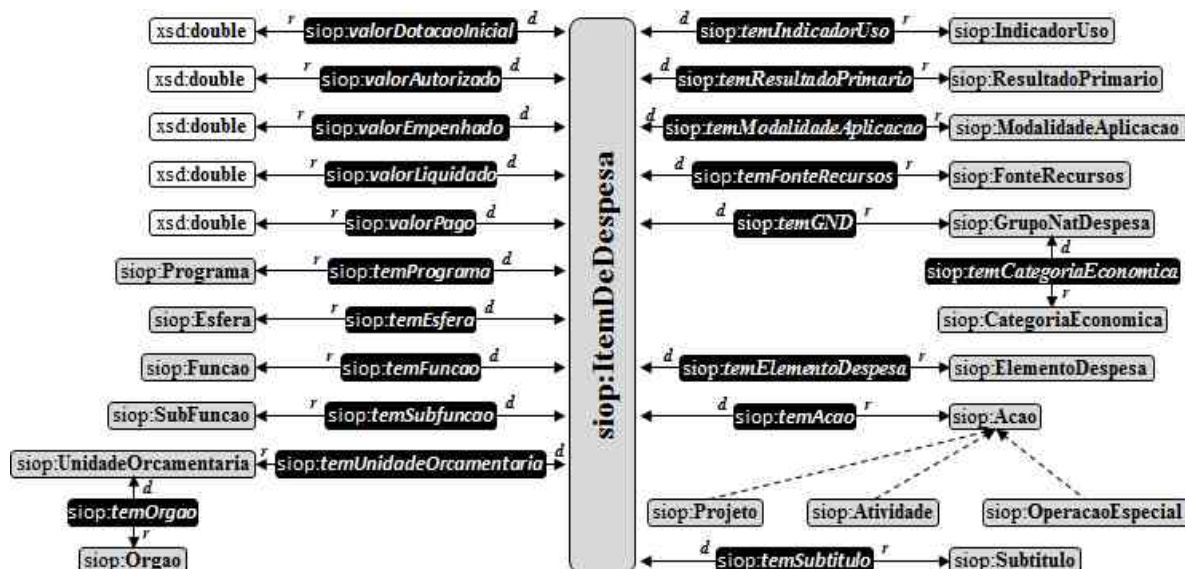 xsd:double r siop:valorDotacaoInicial d
xsd:double r siop:valorAutorizado d
xsd:double r siop:valorEmpenhado d
xsd:double r siop:valorLiquidado d
xsd:double r siop:valorPago d
siop:Programa r siop:temPrograma d
siop:Esfera r siop:temEsfera d
siop:Funcao r siop:temFuncao d
siop:SubFuncao r siop:temSubfuncao d
siop:UnidadeOrcamentaria r siop:temUnidadeOrcamentaria d
d
siop:temOrgao
r
siop:Orgao
siop:ItemDeDespesa
d siop:temIndicadorUso r siop:IndicadorUso
d siop:temResultadoPrimario r siop:ResultadoPrimario
d siop:temModalidadeAplicacao r siop:ModalidadeAplicacao
d siop:temFonteRecursos r siop:FonteRecursos
d siop:temGND r siop:GrupoNatDespesa
d
siop:temCategoriaEconomica
r
siop:CategoriaEconomica
d siop:temElementoDespesa r siop:ElementoDespesa
d siop:temAcao r siop:Acao
siop:Projeto siop:Atividade siop:OperacaoEspecial
d siop:temSubtitulo r siop:Subtitulo